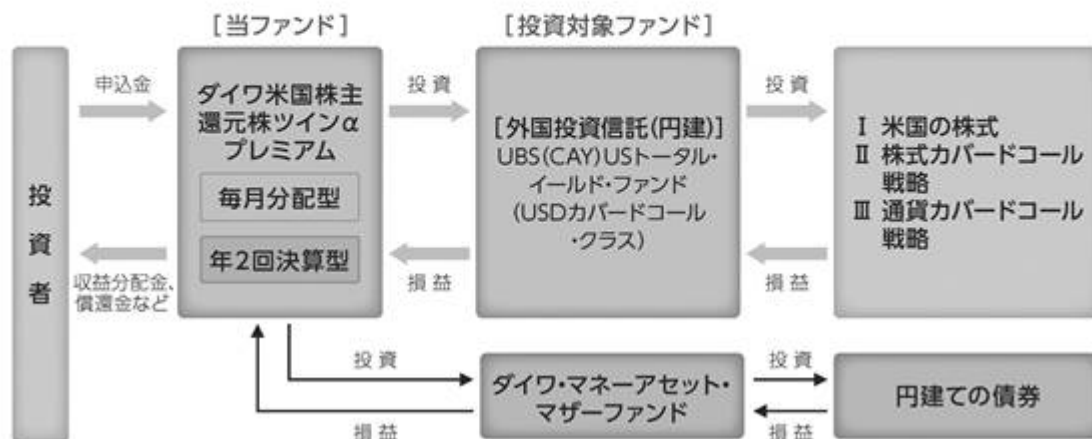 [当ファンド]
[投資対象ファンド]
投資者
申込金
収益分配金、
償還金など
ダイワ米国株主
還元株ツインα
プレミアム
毎月分配型
年2回決算型
投資
損益
[外国投資信託(円建)]
UBS(CAY)USトータル・
イールド・ファンド
(USDカバードコール
・クラス)
投資
損益
Ⅰ 米国の株式
Ⅱ 株式カバードコール
戦略
Ⅲ 通貨カバードコール
戦略
投資
損益
ダイワ・マネーアセット・
マザーファンド
投資
損益
円建ての債券